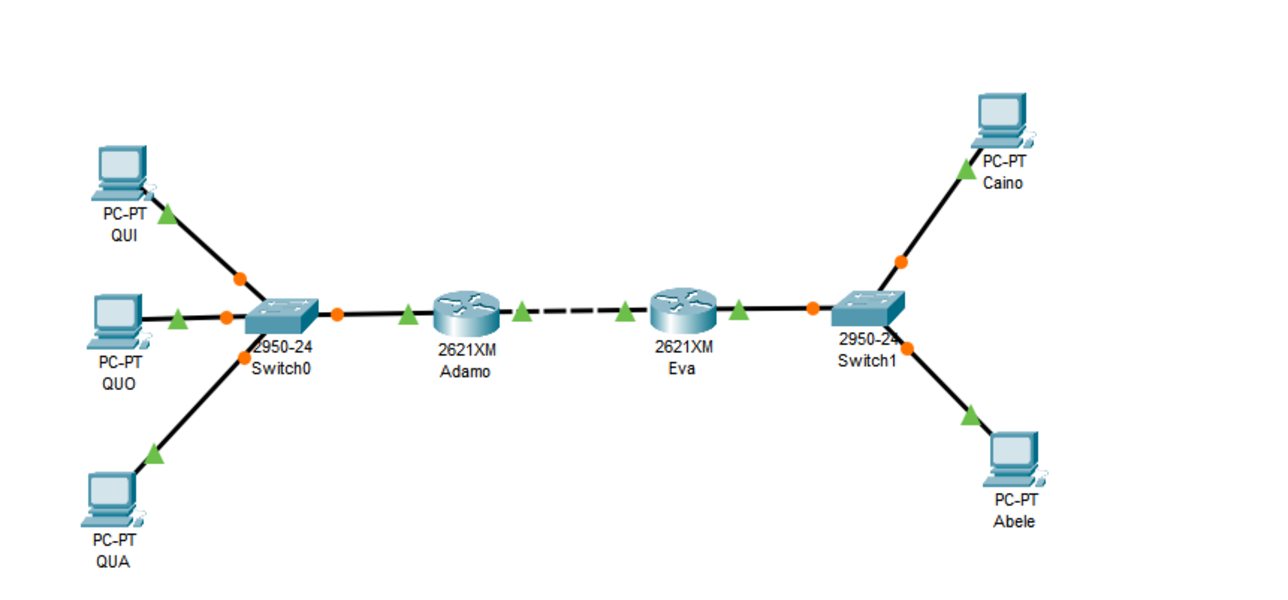 PC-PT
Caino
PC-PT
QUI
PC-PT
QUO
2950-24
Switch0
2621XM
Adamo
2621XM
Eva
2950-24
Switch1
PC-PT
QUA
PC-PT
Abele